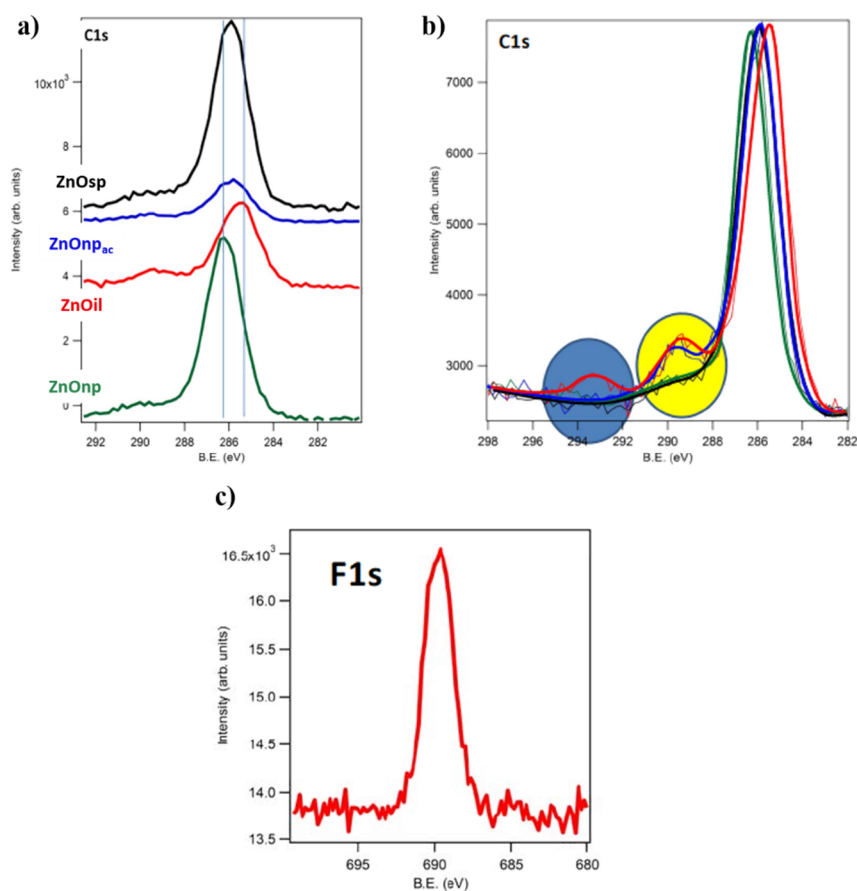 a)
C1s
10x10³
8
6
4
2
0
Intensity (arb. units)
ZnOsp
ZnOnpac
ZnOil
ZnOnp
292 290 288 286 284 282
B.E. (eV)
b)
C1s
7000
6000
5000
4000
3000
Intensity (arb. units)
298 296 294 292 290 288 286 284 282
B.E. (eV)
c)
F1s
16.5x10³
16.0
15.5
15.0
14.5
14.0
13.5
Intensity (arb. units)
695 690 685 680
B.E. (eV)